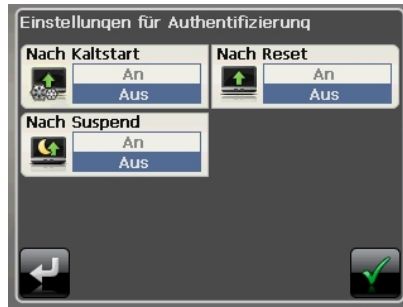 Einstellungen für Authentifizierung
Nach Kaltstart
An
Aus
Nach Reset
An
Aus
Nach Suspend
An
Aus